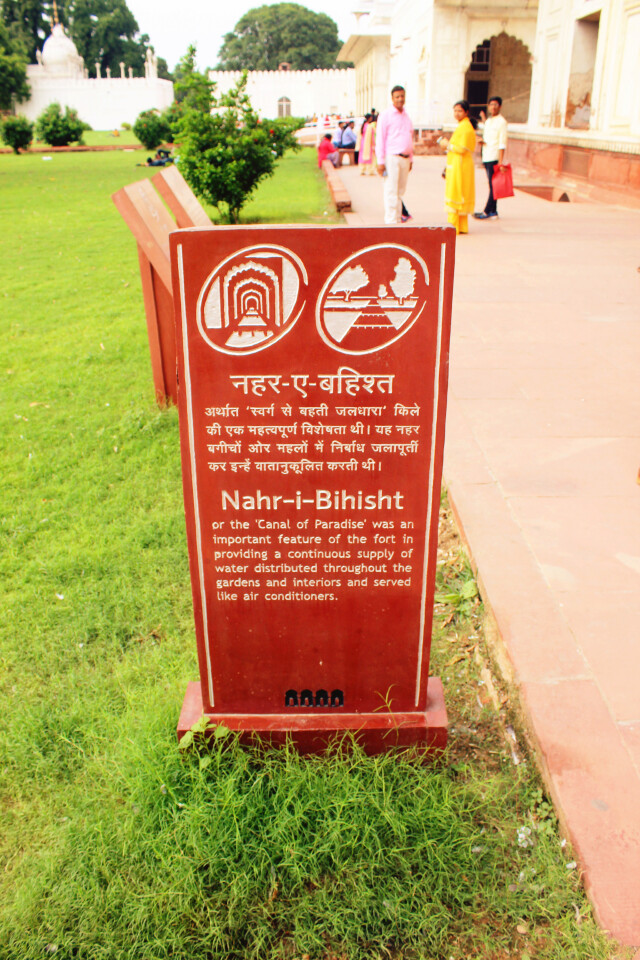 नहर-ए-बहिश्त
अर्थात 'स्वर्ग से बहती जलधारा' किले
की एक महत्वपूर्ण विशेषता थी। यह नहर
बगीचों ओर महलों में निर्बाध जलापूर्ती
कर इन्हें वातानुकूलित करती थी।
Nahr-i-Bihisht
or the 'Canal of Paradise' was an
important feature of the fort in
providing a continuous supply of
water distributed throughout the
gardens and interiors and served
like air conditioners.